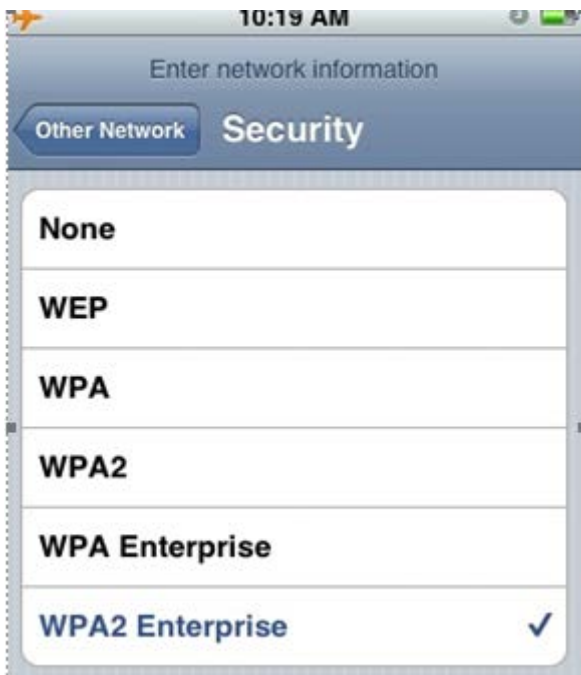 10:19 AM
Enter network information
Other Network Security
None
WEP
WPA
WPA2
WPA Enterprise
WPA2 Enterprise